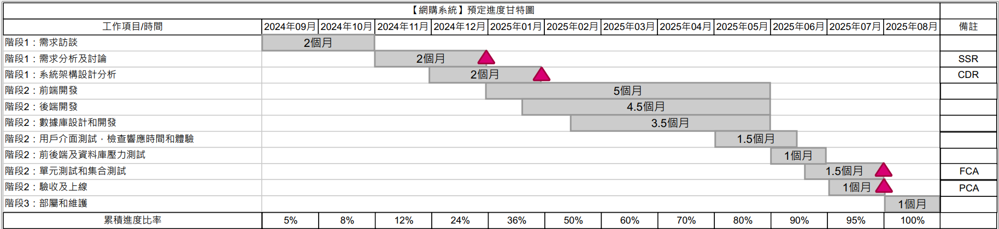 【網購系統】預定進度甘特圖
工作項目/時間 2024年09月 2024年10月 2024年11月 2024年12月 2025年01月 2025年02月 2025年03月 2025年04月 2025年05月 2025年06月 2025年07月 2025年08月 備註
階段1：需求訪談 2個月
階段1：需求分析及討論 2個月 SSR
階段1：系統架構設計分析 2個月 CDR
階段2：前端開發 5個月
階段2：後端開發 4.5個月
階段2：數據庫設計和開發 3.5個月
階段2：用戶介面測試，檢查響應時間和體驗 1.5個月
階段2：前後端及資料庫壓力測試 1個月
階段2：單元測試和集合測試 1.5個月 FCA
階段2：驗收及上線 1個月 PCA
階段3：部屬和維護 1個月
累積進度比率 5% 8% 12% 24% 36% 50% 60% 70% 80% 90% 95% 100%